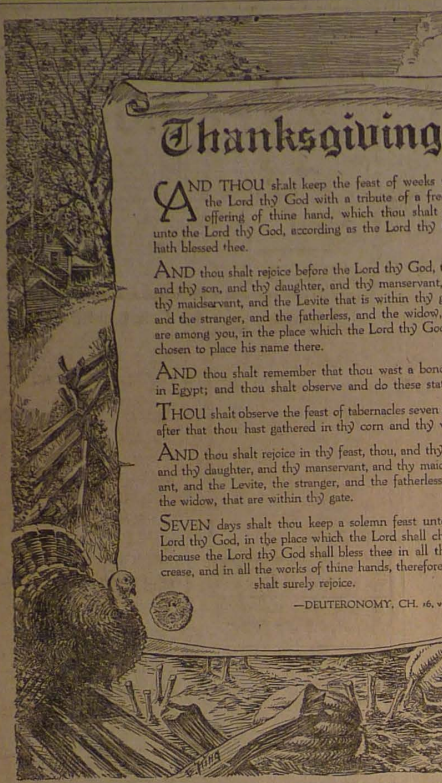 Thanksgiving
AND THOU shalt keep the feast of weeks
the Lord thy God with a tribute of a
offering of thine hand, which thou shalt
unto the Lord thy God, according as the Lord thy
hath blessed thee.
AND thou shalt rejoice before the Lord thy God,
and thy son, and thy daughter, and thy manservant,
thy maidservant, and the Levite that is within thy
and the stranger, and the fatherless, and the widow,
are among you, in the place which the Lord thy God
chosen to place his name there.
AND thou shalt remember that thou wast a
in Egypt; and thou shalt observe and do these
THOU shalt observe the feast of tabernacles seven
after that thou hast gathered in thy corn and thy
AND thou shalt rejoice in thy feast, thou, and thy
and thy daughter, and thy manservant, and thy
ant, and the Levite, the stranger, and the fatherless
the widow, that are within thy gate.
SEVEN days shalt thou keep a solemn feast
Lord thy God, in the place which the Lord shall
because the Lord thy God shall bless thee in all
crease, and in all the works of thine hands, therefore
shalt surely rejoice.
—DEUTERONOMY, CH. 16,